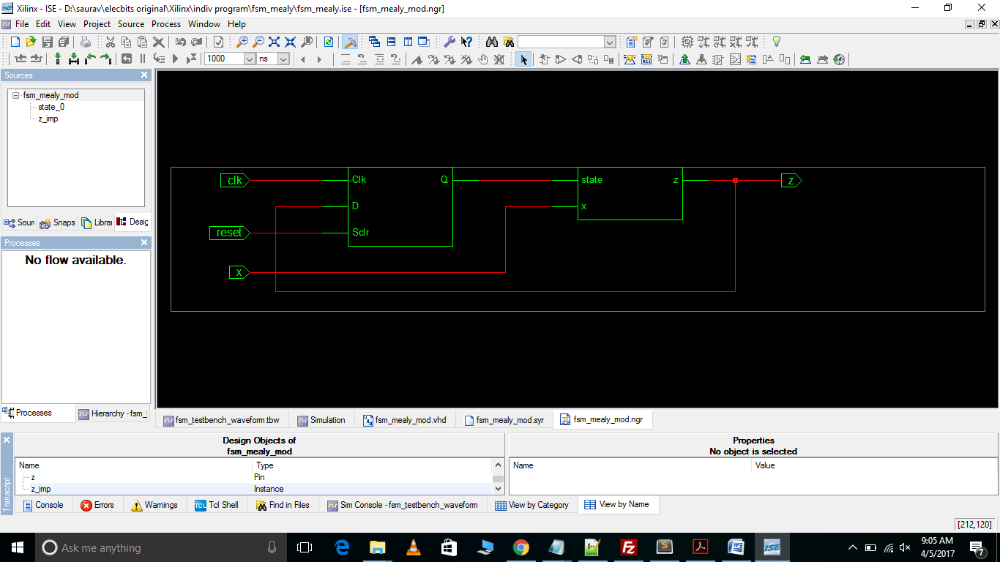 Xilinx - ISE - D:\saurav\elecbits original\Xilinx\indiv program\fsm_mealy\fsm_mealy.ise - [fsm_mealy_mod.ngr]
File Edit View Project Source Process Window Help
1000 ns
Sources
fsm_mealy_mod
state_0
z_imp
Sour Snaps Librai Desig
Processes
No flow available.
Processes Hierarchy - fsm_
clk Clk Q state z z
D x
reset Sclr
x
fsm_testbench_waveform.tbw Simulation fsm_mealy_mod.vhd fsm_mealy_mod.syr fsm_mealy_mod.ngr
Transcript
Design Objects of
fsm_mealy_mod
Name Type
z Pin
z_imp Instance
Properties
No object is selected
Name Value
Console Errors Warnings Tcl Shell Find in Files Sim Console - fsm_testbench_waveform View by Category View by Name
[212,120]
Ask me anything
9:05 AM
4/5/2017
7